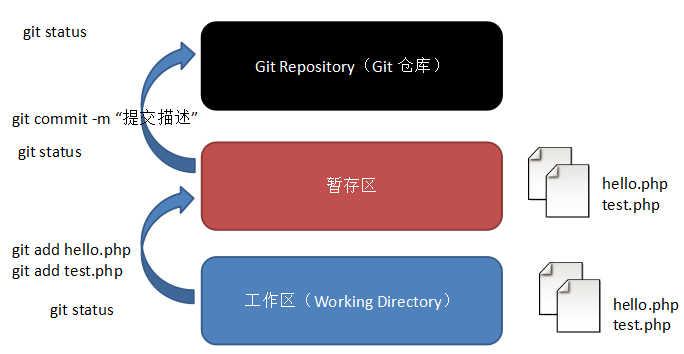 git status
Git Repository（Git 仓库）
git commit -m “提交描述”
git status
暂存区
hello.php
test.php
git add hello.php
git add test.php
git status
工作区（Working Directory）
hello.php
test.php